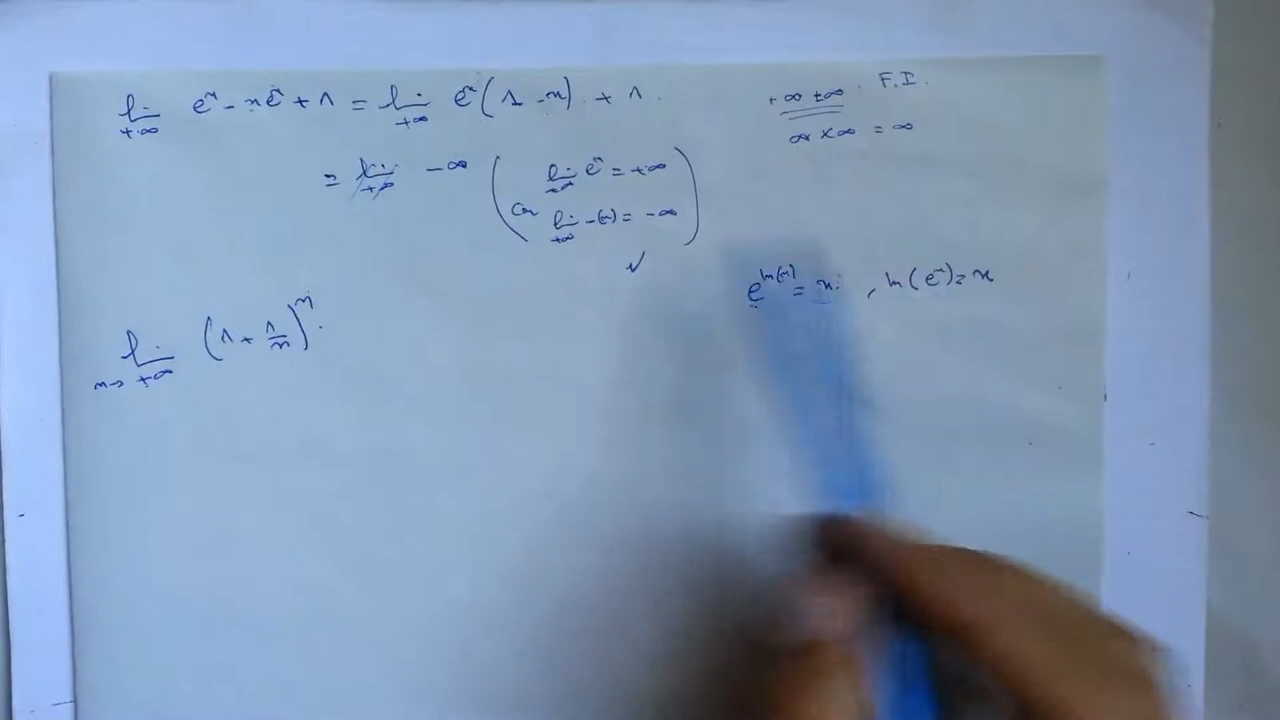 lim +∞ e^x - xe^x + 1 = lim +∞ e^x (1 - x) + 1
+∞ ±∞ F.I.
∞ × ∞ = ∞
= lim +∞ -∞ ( car lim +∞ e^x = +∞
lim +∞ -(x) = -∞ ) ✓
e^ln(x) = x , ln(e^x) = x
lim x→ +∞ (1 + 1/x)^x